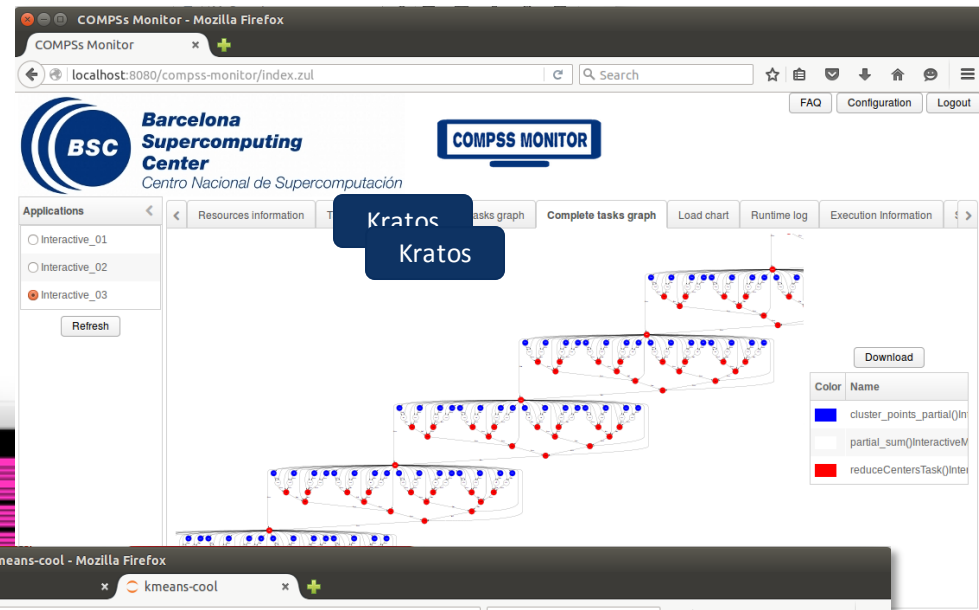 COMPSs Monitor - Mozilla Firefox
COMPSs Monitor
localhost:8080/compss-monitor/index.zul
Search
FAQ
Configuration
Logout
BSC
Barcelona
Supercomputing
Center
Centro Nacional de Supercomputación
COMPSS MONITOR
Applications
Interactive_01
Interactive_02
Interactive_03
Refresh
Resources information
asks graph
Complete tasks graph
Load chart
Runtime log
Execution Information
Kratos
Kratos
Download
Color Name
cluster_points_partial()In
partial_sum()InteractiveM
reduceCentersTask()Inter
means-cool - Mozilla Firefox
kmeans-cool